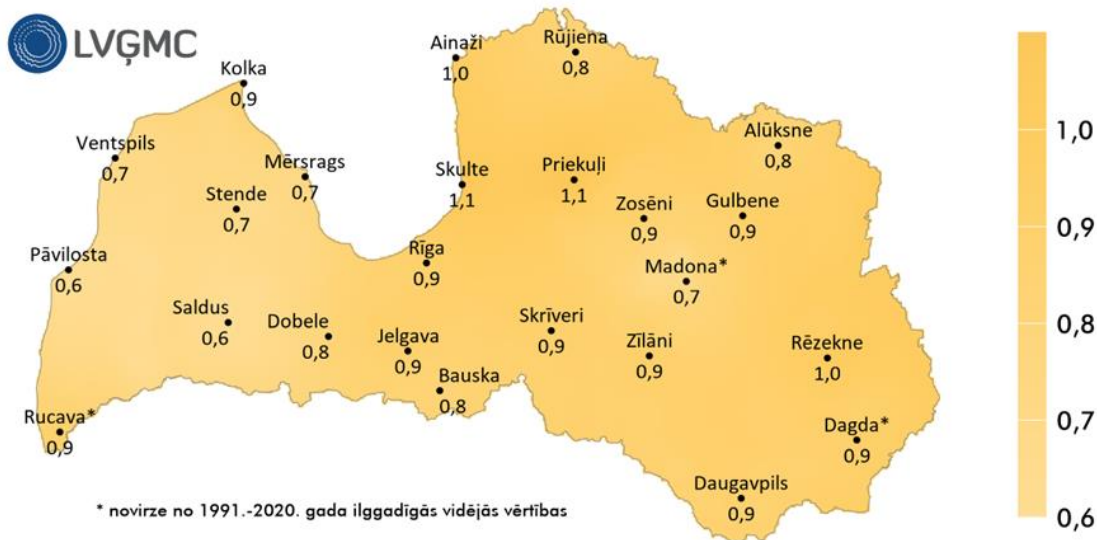 LVĢMC
Kolka
0,9
Ainaži
1,0
Rūjiena
0,8
Ventspils
0,7
Mērsrags
0,7
Stende
0,7
Skulte
1,1
Priekuļi
1,1
Alūksne
0,8
Zosēni
0,9
Gulbene
0,9
Pāvilosta
0,6
Rīga
0,9
Madona*
0,7
Saldus
0,6
Dobele
0,8
Jelgava
0,9
Skrīveri
0,9
Zīlāni
0,9
Rēzekne
1,0
Bauska
0,8
Rucava*
0,9
Dagda*
0,9
Daugavpils
0,9
* novirze no 1991.-2020. gada ilggadīgās vidējās vērtības
1,0
0,9
0,8
0,7
0,6